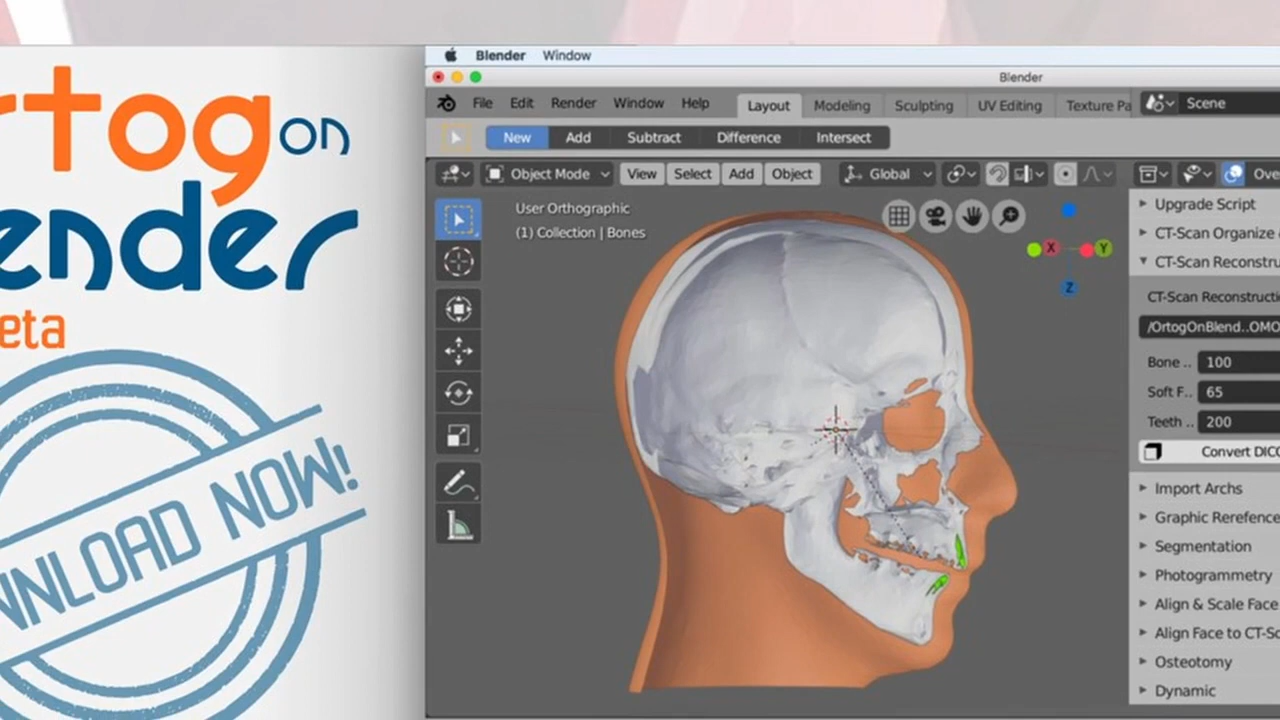 rtog on
ender
eta
NLOAD NOW!
Blender Window
Blender
File Edit Render Window Help
Layout Modeling Sculpting UV Editing Texture Pa
Scene
New Add Subtract Difference Intersect
Object Mode View Select Add Object Global Ove
User Orthographic
(1) Collection | Bones
X Y
Z
Upgrade Script
CT-Scan Organize &
CT-Scan Reconstru
CT-Scan Reconstructi
/OrtogOnBlend..OMO
Bone .. 100
Soft F.. 65
Teeth .. 200
Convert DICO
Import Archs
Graphic Rerefence
Segmentation
Photogrammetry
Align & Scale Face
Align Face to CT-Sc
Osteotomy
Dynamic